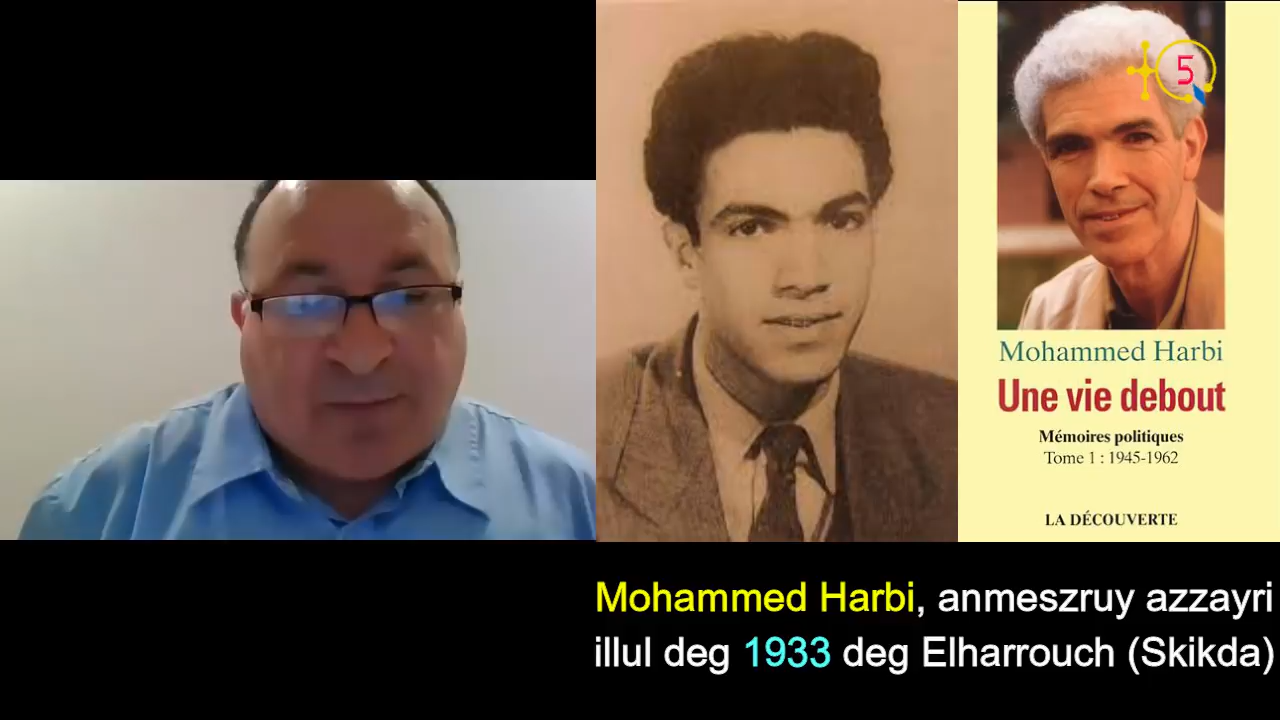 5
Mohammed Harbi
Une vie debout
Mémoires politiques
Tome 1 : 1945-1962
LA DÉCOUVERTE
Mohammed Harbi, anmeszruy azzayri
illul deg 1933 deg Elharrouch (Skikda)